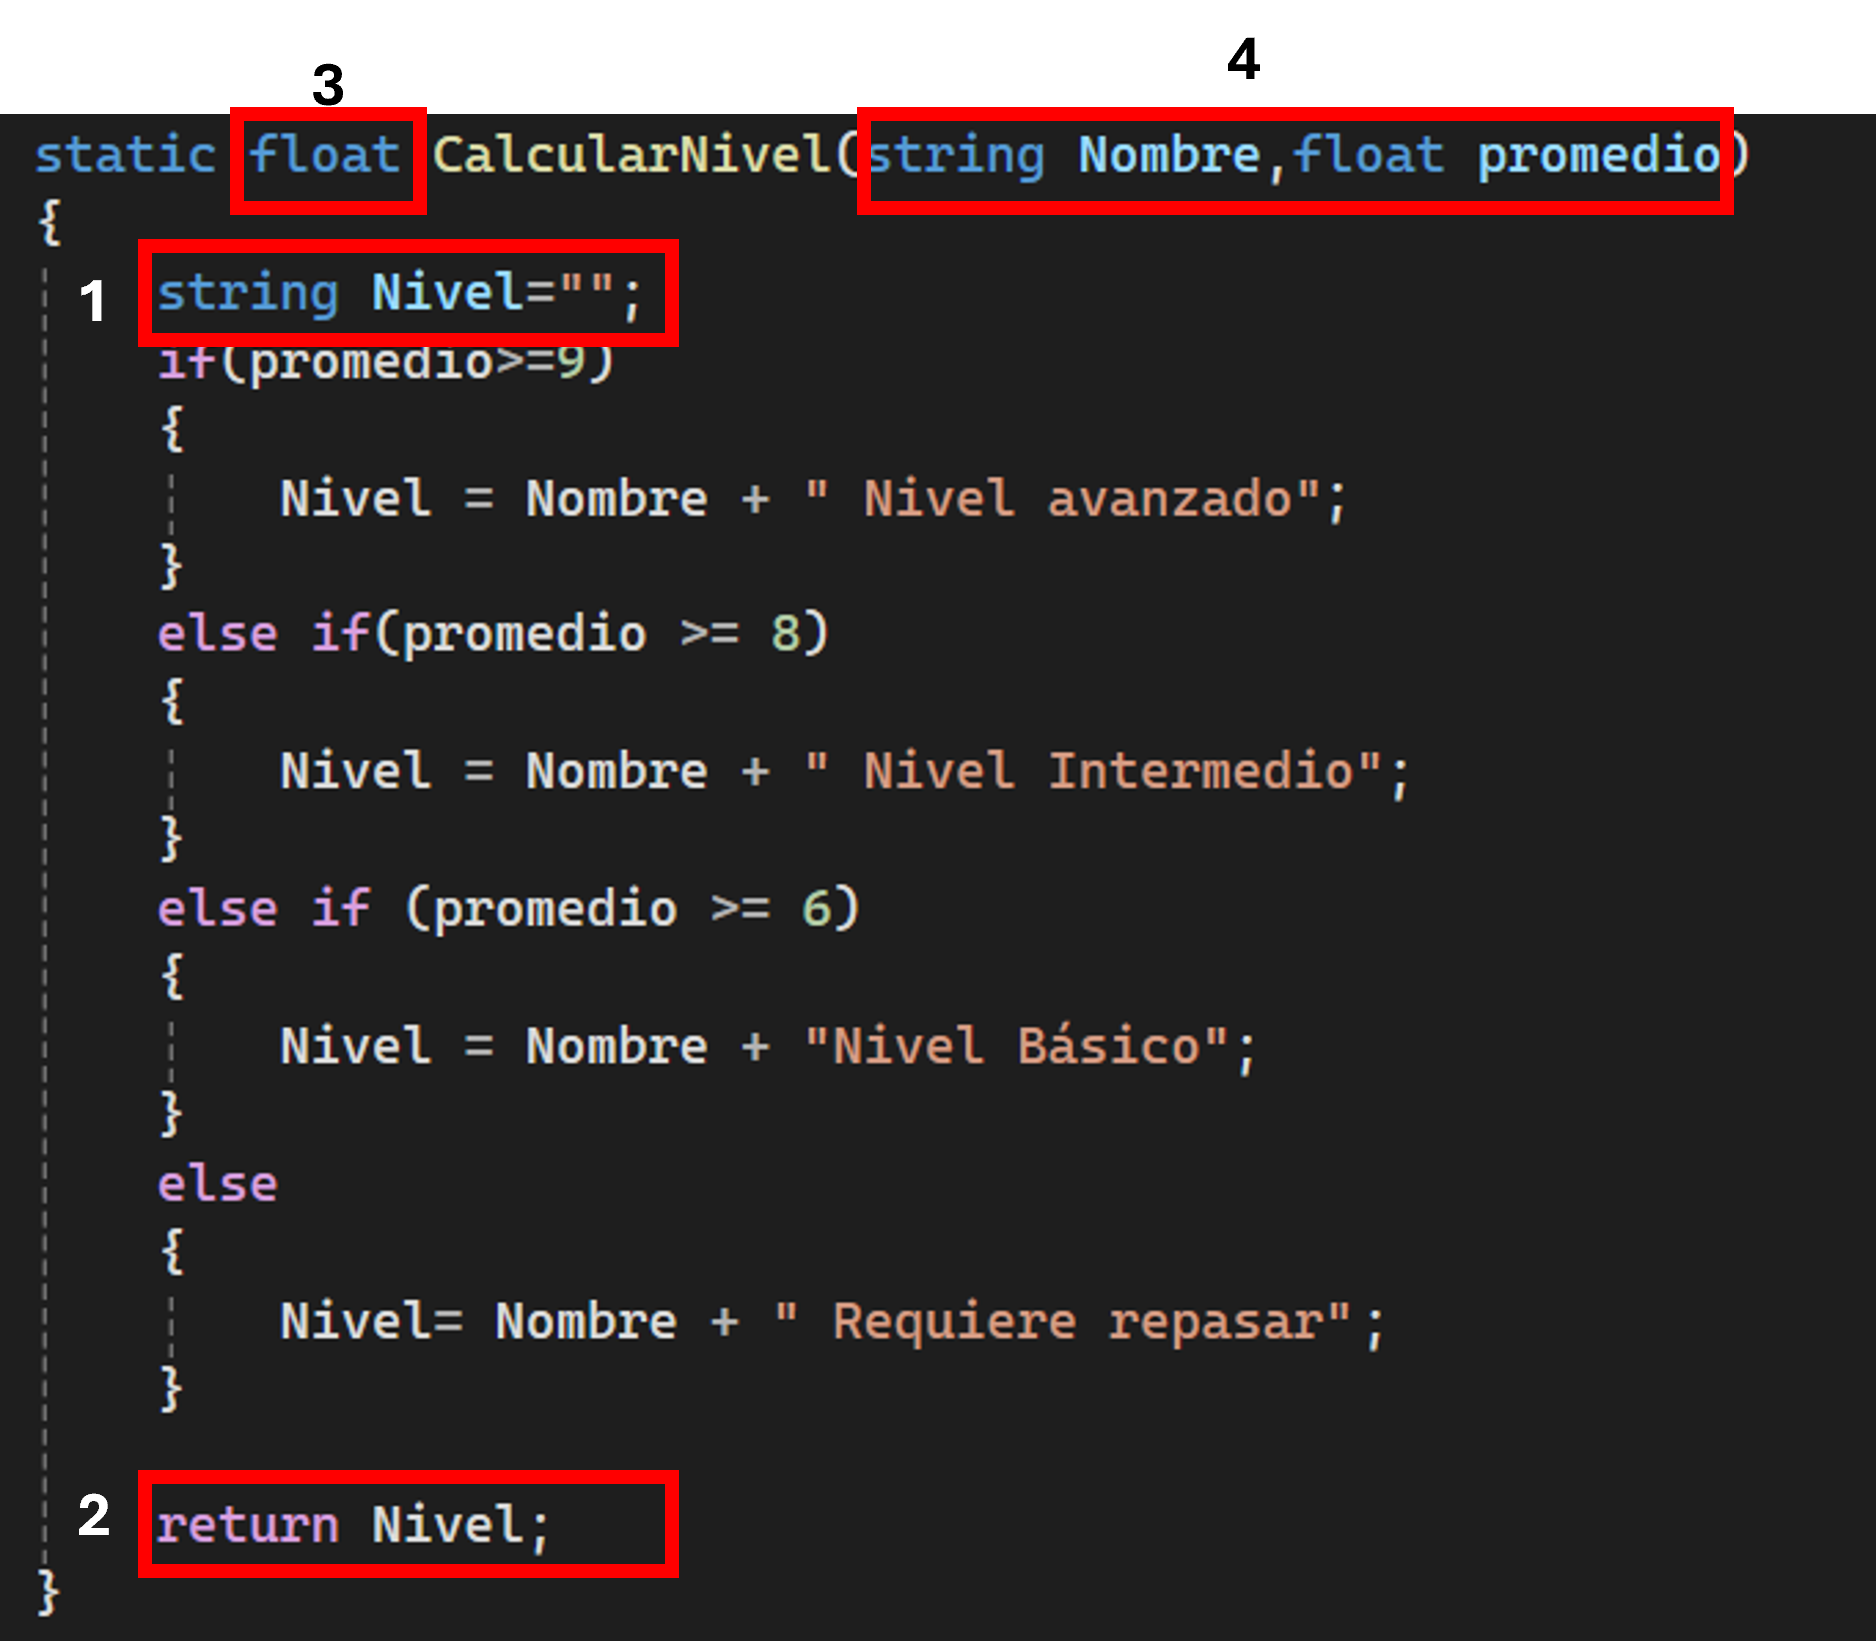 3 4
static float CalcularNivel(string Nombre,float promedio)
{
1 string Nivel="";
if(promedio>=9)
{
Nivel = Nombre + " Nivel avanzado";
}
else if(promedio >= 8)
{
Nivel = Nombre + " Nivel Intermedio";
}
else if (promedio >= 6)
{
Nivel = Nombre + "Nivel Básico";
}
else
{
Nivel= Nombre + " Requiere repasar";
}
2 return Nivel;
}